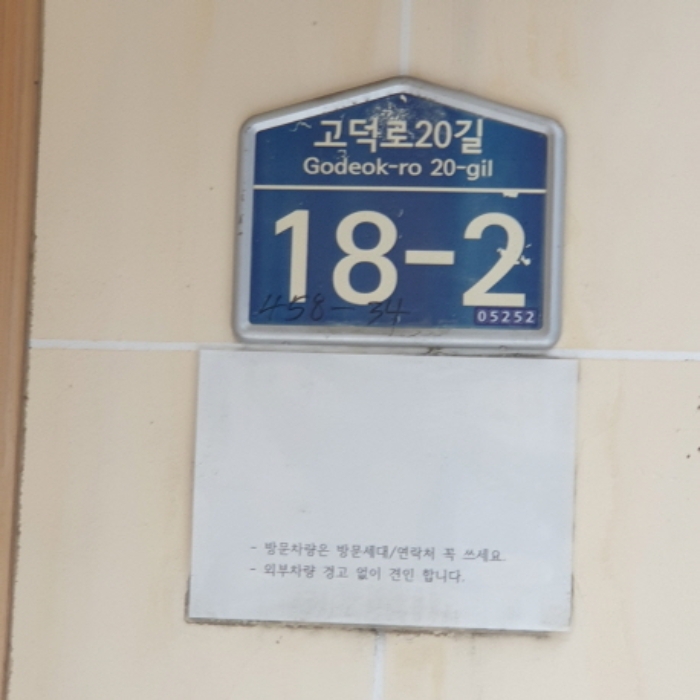 고덕로20길
Godeok-ro 20-gil
18-2
458-34
05252
- 방문차량은 방문세대/연락처 꼭 쓰세요.
- 외부차량 경고 없이 견인 합니다.